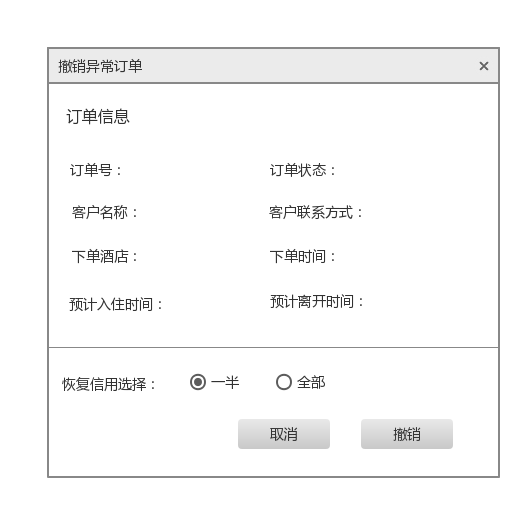 撤销异常订单 ×
订单信息
订单号： 订单状态：
客户名称： 客户联系方式：
下单酒店： 下单时间：
预计入住时间： 预计离开时间：
恢复信用选择： 一半 全部
取消 撤销